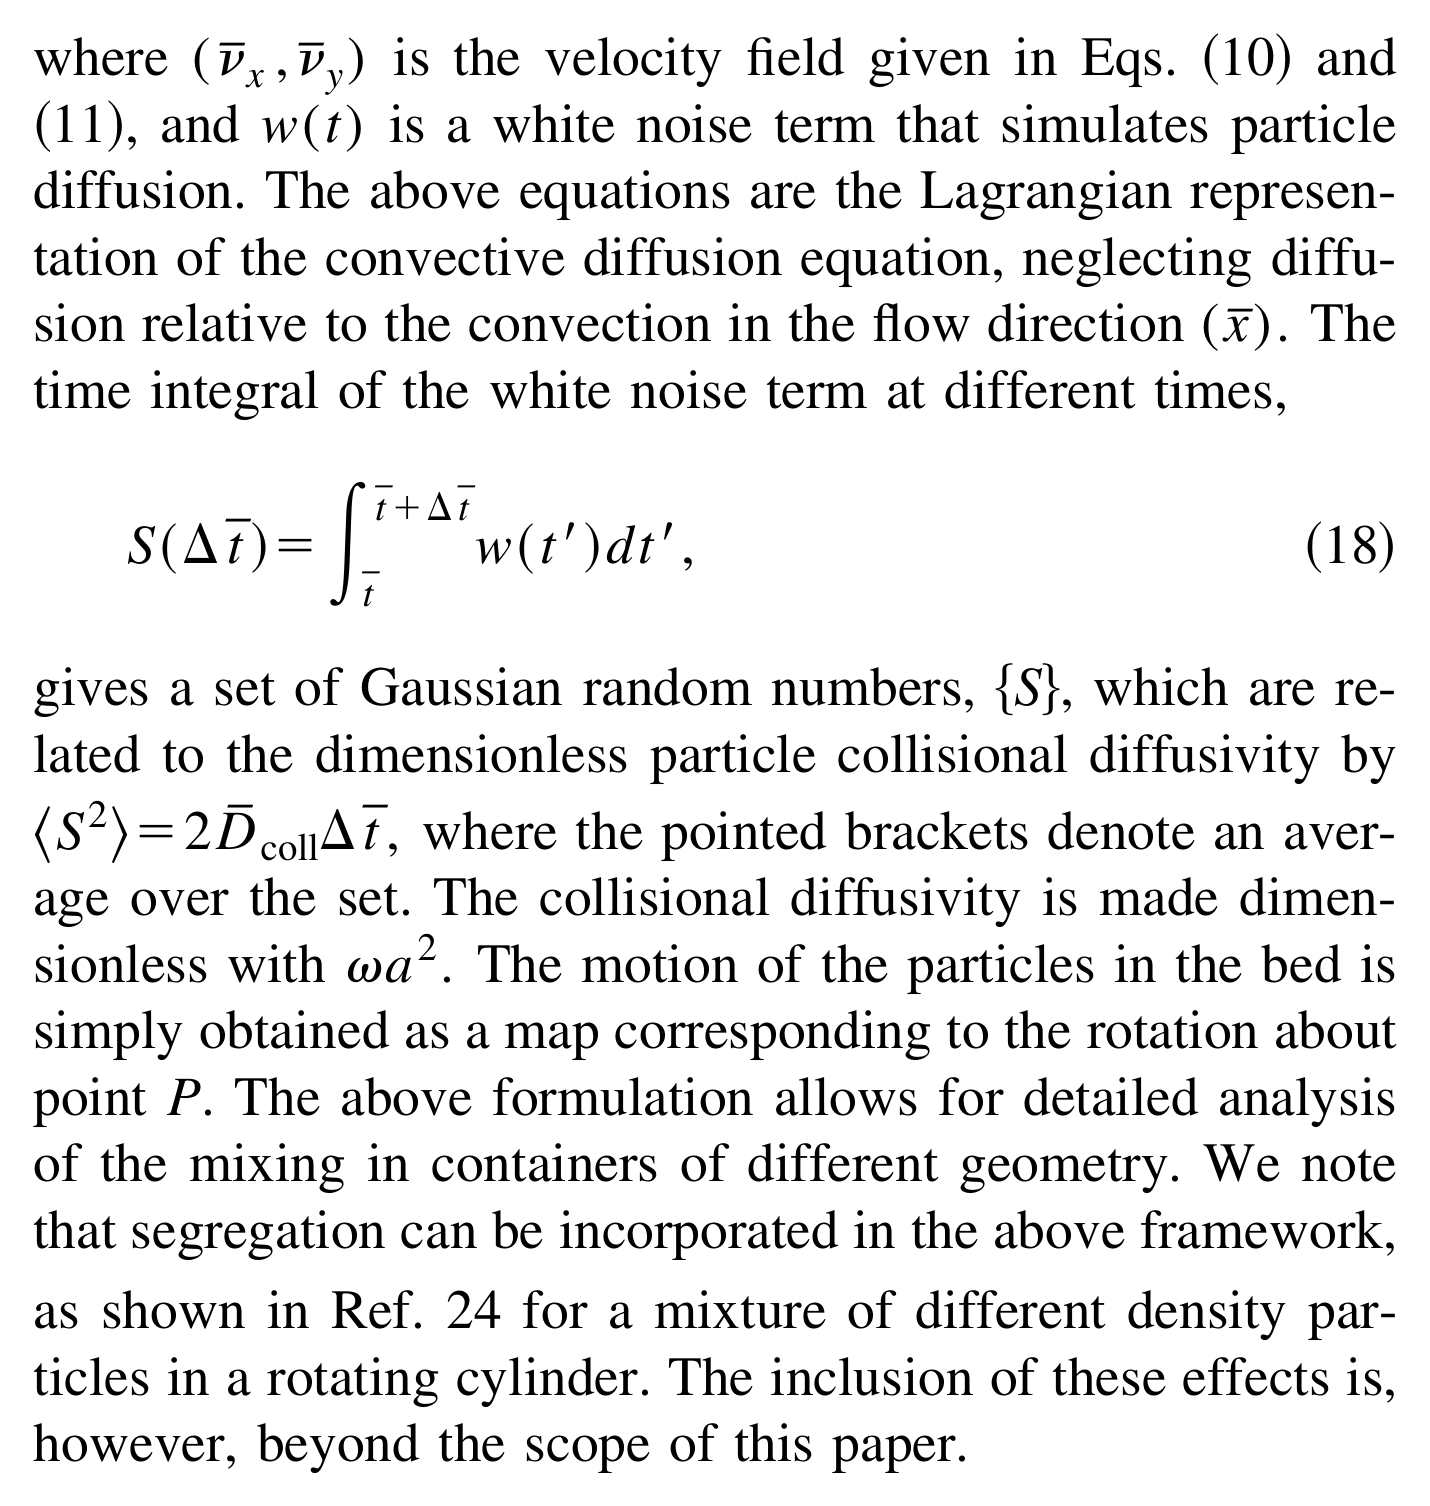 where (ν̅ₓ, ν̅_y) is the velocity field given in Eqs. (10) and
(11), and w(t) is a white noise term that simulates particle
diffusion. The above equations are the Lagrangian represen-
tation of the convective diffusion equation, neglecting diffu-
sion relative to the convection in the flow direction (x̅). The
time integral of the white noise term at different times,
S(Δt̅) = ∫_t̅^{t̅+Δt̅} w(t′)dt′, (18)
gives a set of Gaussian random numbers, {S}, which are re-
lated to the dimensionless particle collisional diffusivity by
⟨S²⟩ = 2D̅_coll Δt̅, where the pointed brackets denote an aver-
age over the set. The collisional diffusivity is made dimen-
sionless with ωa². The motion of the particles in the bed is
simply obtained as a map corresponding to the rotation about
point P. The above formulation allows for detailed analysis
of the mixing in containers of different geometry. We note
that segregation can be incorporated in the above framework,
as shown in Ref. 24 for a mixture of different density par-
ticles in a rotating cylinder. The inclusion of these effects is,
however, beyond the scope of this paper.